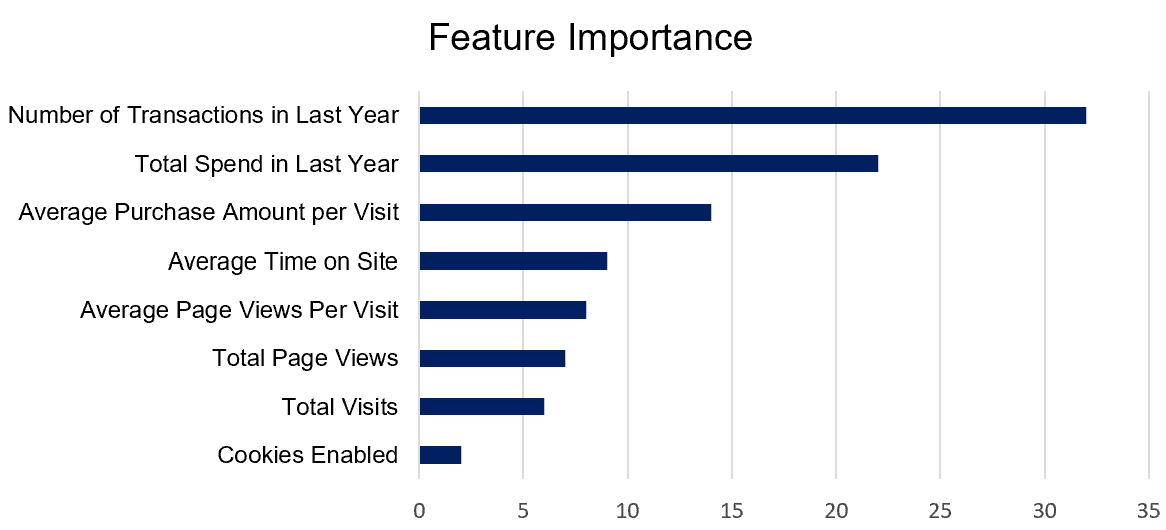 Feature Importance
Number of Transactions in Last Year
Total Spend in Last Year
Average Purchase Amount per Visit
Average Time on Site
Average Page Views Per Visit
Total Page Views
Total Visits
Cookies Enabled
0 5 10 15 20 25 30 35